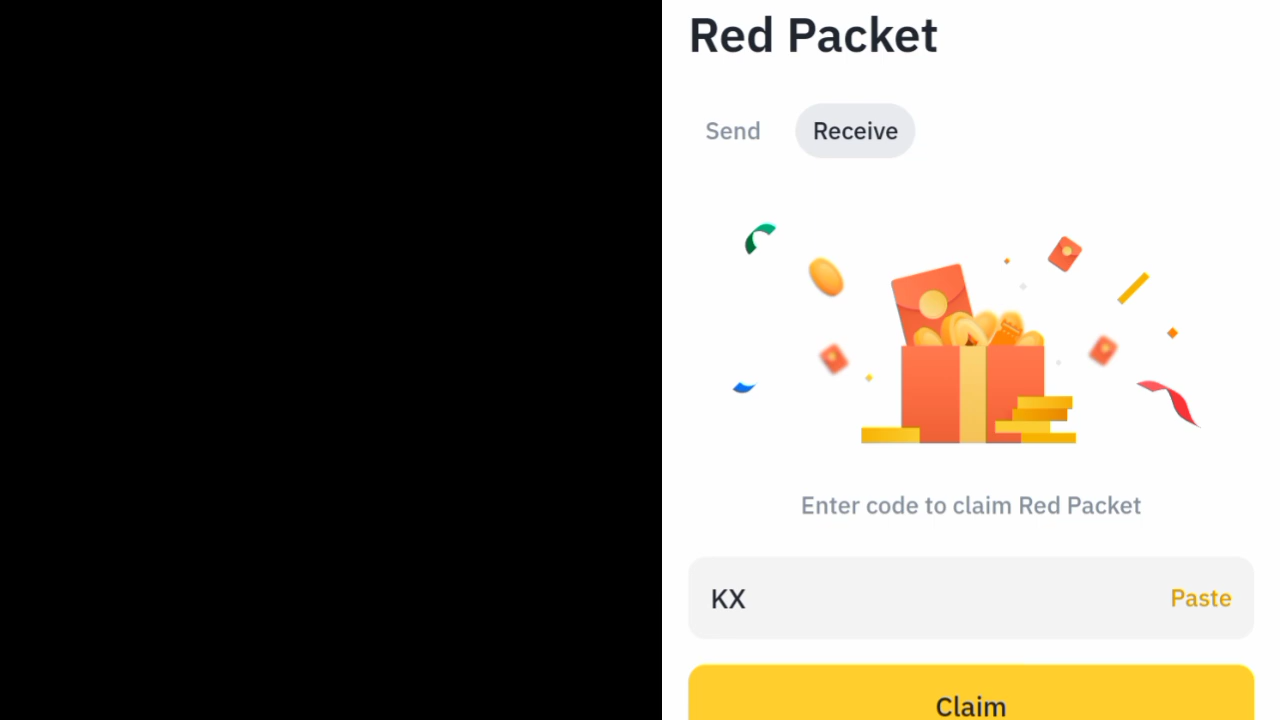 Red Packet
Send Receive
Enter code to claim Red Packet
KX Paste
Claim